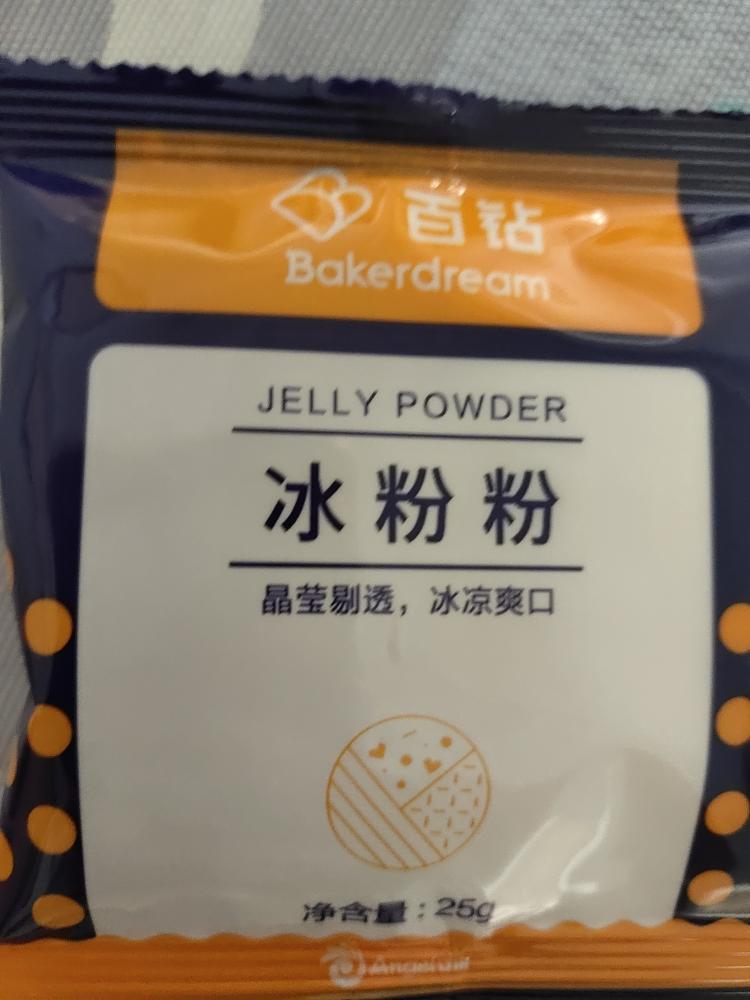 百钻
Bakerdream
JELLY POWDER
冰粉粉
晶莹剔透，冰凉爽口
净含量：25g